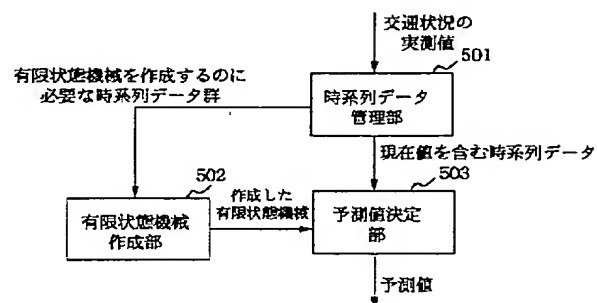 交通状況の
実測値
501
有限状態機械を作成するのに
必要な時系列データ群
時系列データ
管理部
現在値を含む時系列データ
502
作成した
有限状態機械
503
有限状態機械
作成部
予測値決定
部
予測値